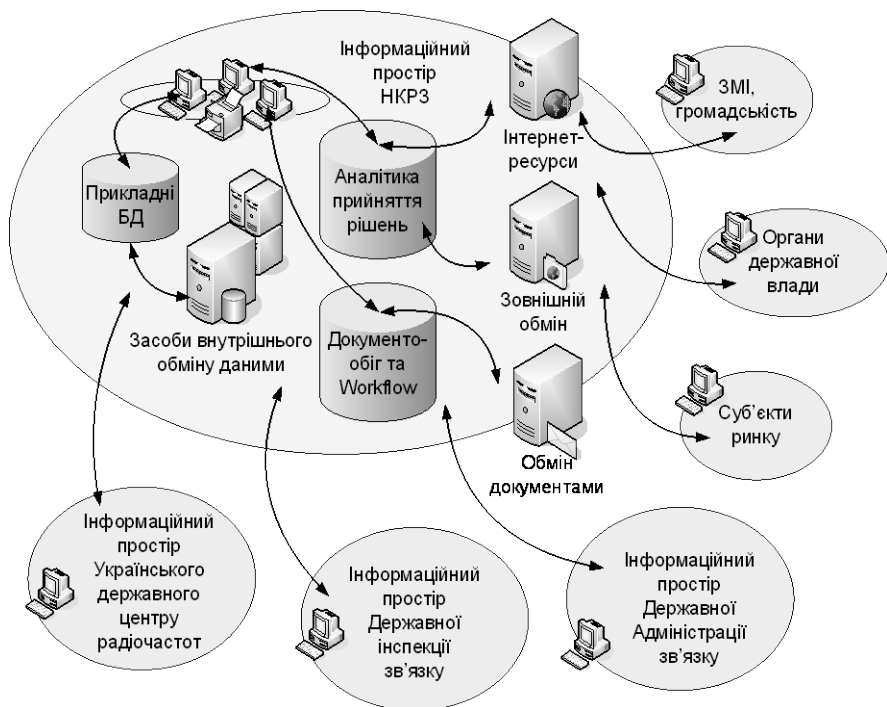 Інформаційний
простір
НКРЗ
ЗМІ,
громадськість
Інтернет-
ресурси
Прикладні
БД
Аналітика
прийняття
рішень
Органи
державної
влади
Зовнішній
обмін
Засоби внутрішнього
обміну даними
Документо-
обіг та
Workflow
Суб’єкти
ринку
Обмін
документами
Інформаційний
простір
Українського
державного
центру
радіочастот
Інформаційний
простір
Державної
інспекції
зв’язку
Інформаційний
простір
Державної
Адміністрації
зв’язку